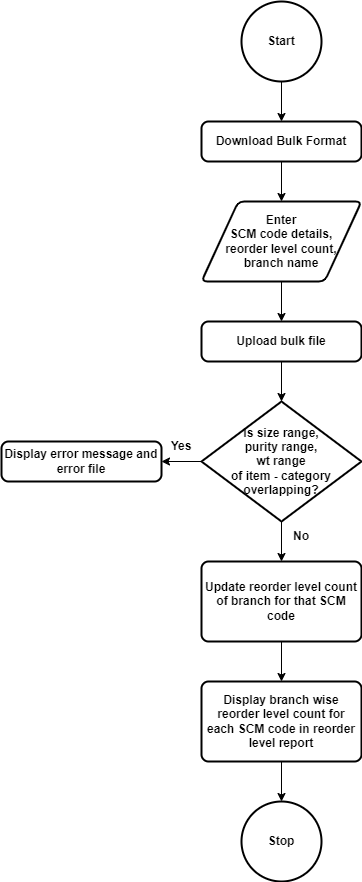 Start
Download Bulk Format
Enter
SCM code details,
reorder level count,
branch name
Upload bulk file
Is size range,
purity range,
wt range
of item - category
overlapping?
Yes
Display error message and
error file
No
Update reorder level count
of branch for that SCM
code
Display branch wise
reorder level count for
each SCM code in reorder
level report
Stop